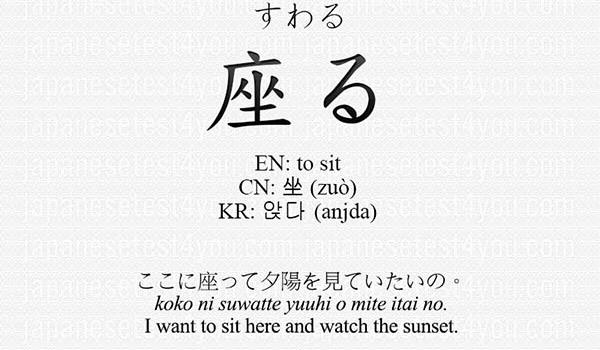 すわる
座る
EN: to sit
CN: 坐 (zuò)
KR: 앉다 (anjda)
ここに座って夕陽を見ていたいの。
koko ni suwatte yuuhi o mite itai no.
I want to sit here and watch the sunset.
japanesetest4you.com